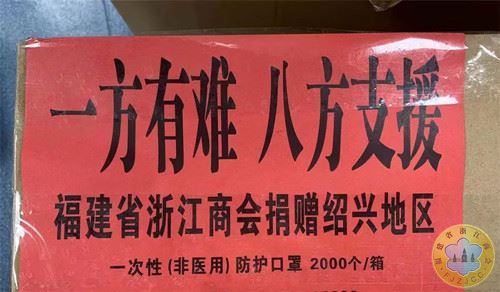 一方有难 八方支援
福建省浙江商会捐赠绍兴地区
一次性(非医用)防护口罩 2000个/箱